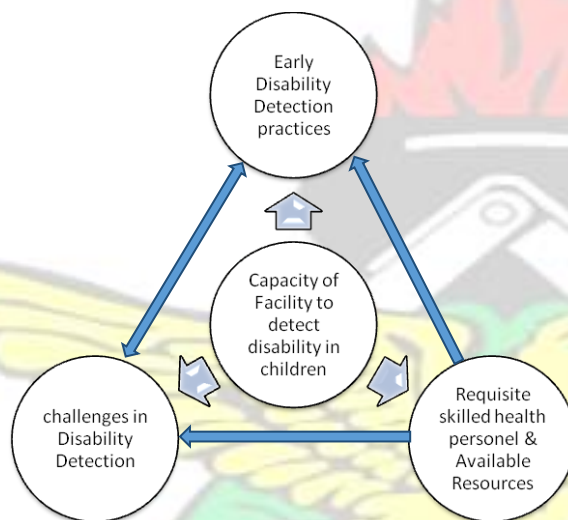 Early
Disability
Detection
practices
Capacity of
Facility to
detect
disability in
children
challenges in
Disability
Detection
Requisite
skilled health
personel &
Available
Resources